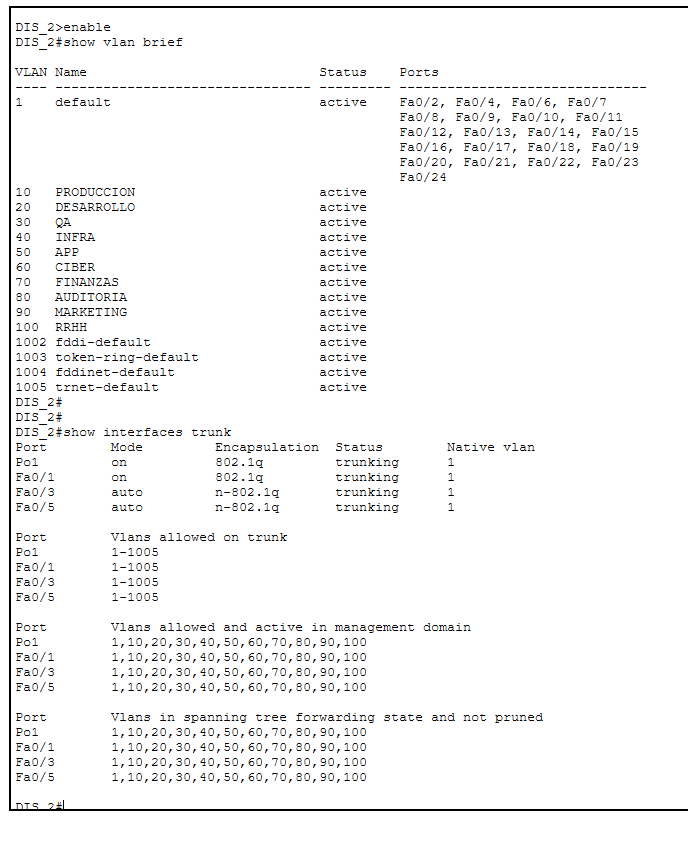 DIS_2>enable
DIS_2#show vlan brief
VLAN Name                             Status    Ports
---- -------------------------------- --------- -------------------------------
1    default                          active    Fa0/2, Fa0/4, Fa0/6, Fa0/7
                                                Fa0/8, Fa0/9, Fa0/10, Fa0/11
                                                Fa0/12, Fa0/13, Fa0/14, Fa0/15
                                                Fa0/16, Fa0/17, Fa0/18, Fa0/19
                                                Fa0/20, Fa0/21, Fa0/22, Fa0/23
                                                Fa0/24
10   PRODUCCION                       active
20   DESARROLLO                       active
30   QA                               active
40   INFRA                            active
50   APP                              active
60   CIBER                            active
70   FINANZAS                         active
80   AUDITORIA                        active
90   MARKETING                        active
100  RRHH                             active
1002 fddi-default                     active
1003 token-ring-default               active
1004 fddinet-default                  active
1005 trnet-default                    active
DIS_2#
DIS_2#
DIS_2#show interfaces trunk
Port        Mode         Encapsulation  Status        Native vlan
Po1         on           802.1q         trunking      1
Fa0/1       on           802.1q         trunking      1
Fa0/3       auto         n-802.1q       trunking      1
Fa0/5       auto         n-802.1q       trunking      1
Port        Vlans allowed on trunk
Po1         1-1005
Fa0/1       1-1005
Fa0/3       1-1005
Fa0/5       1-1005
Port        Vlans allowed and active in management domain
Po1         1,10,20,30,40,50,60,70,80,90,100
Fa0/1       1,10,20,30,40,50,60,70,80,90,100
Fa0/3       1,10,20,30,40,50,60,70,80,90,100
Fa0/5       1,10,20,30,40,50,60,70,80,90,100
Port        Vlans in spanning tree forwarding state and not pruned
Po1         1,10,20,30,40,50,60,70,80,90,100
Fa0/1       1,10,20,30,40,50,60,70,80,90,100
Fa0/3       1,10,20,30,40,50,60,70,80,90,100
Fa0/5       1,10,20,30,40,50,60,70,80,90,100
DIS_2#